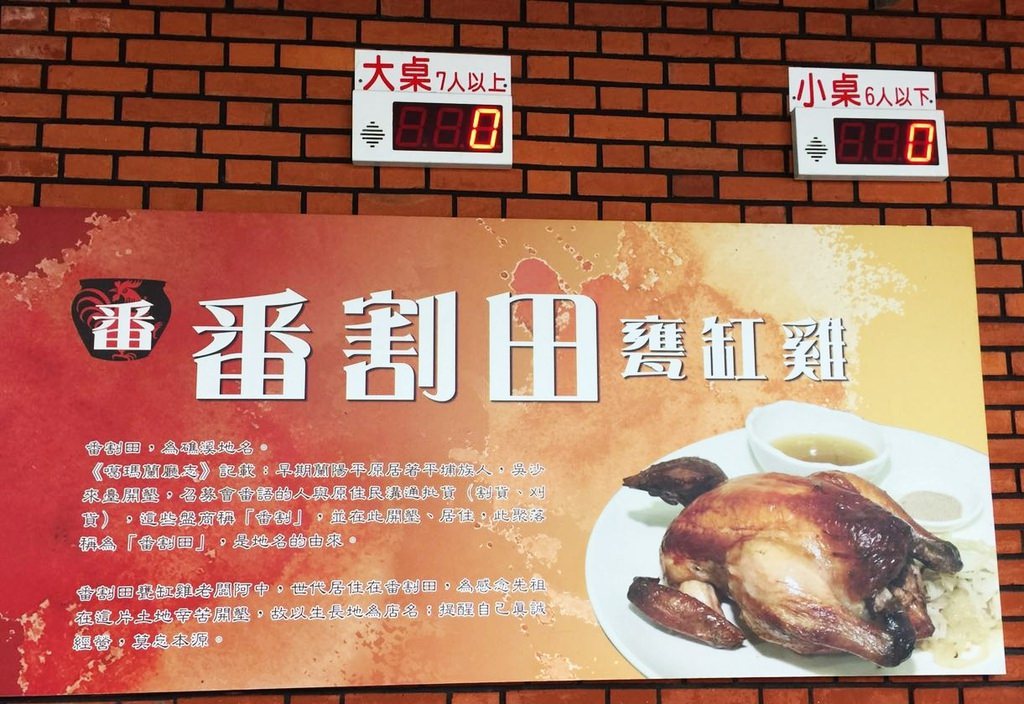 大桌7人以上
0
小桌6人以下
0
番
番割田甕缸雞
番割田，為礁溪地名。
《噶瑪蘭廳志》記載：早期蘭陽平原居著平埔族人，吳沙
來臺開墾，召募會番語的人與原住民溝通批貨（割貨、刈
貨），這些盤商稱「番割」，並在此開墾、居住，此聚落
稱為「番割田」，是地名的由來。
番割田甕缸雞老闆阿中，世代居住在番割田，為感念先祖
在這片土地辛苦開墾，故以生長地為店名；提醒自已真誠
經營，莫忘本源。